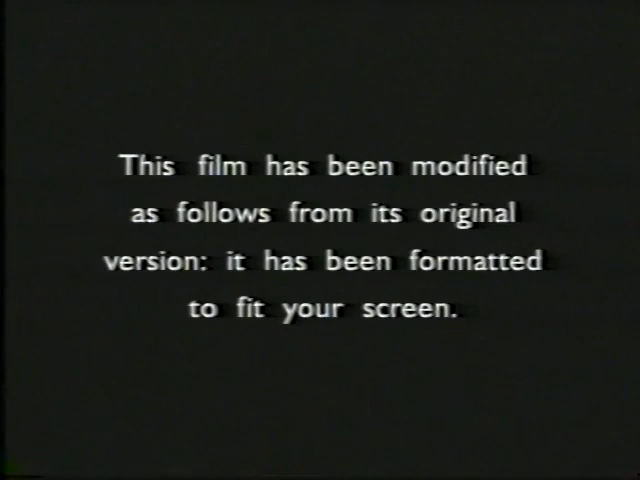 This film has been modified
as follows from its original
version: it has been formatted
to fit your screen.